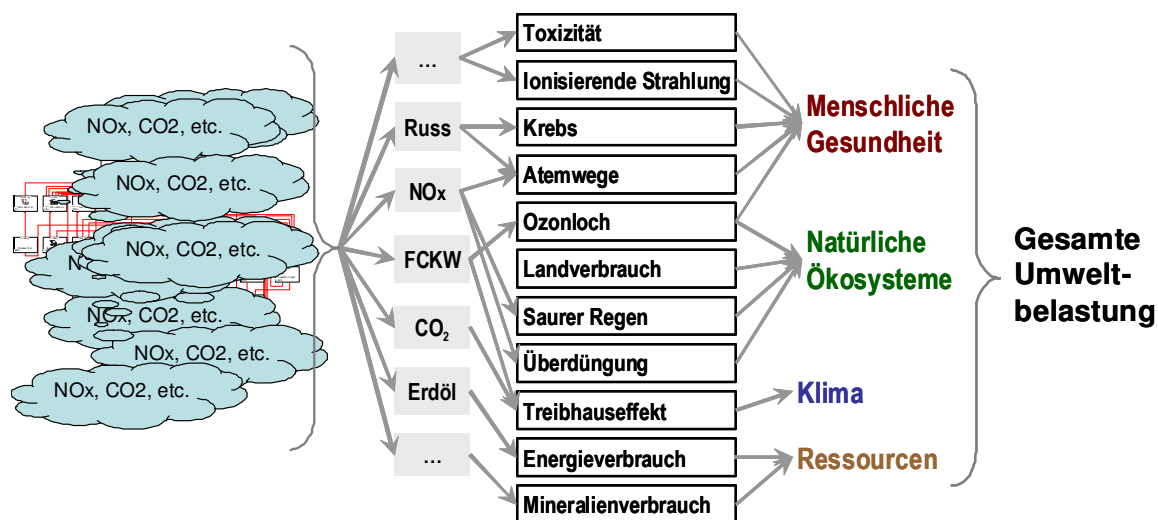 NOx, CO2, etc.
NOx, CO2, etc.
NOx, CO2, etc.
NOx, CO2, etc.
NOx, CO2, etc.
NOx, CO2, etc.
...
Russ
NOx
FCKW
CO₂
Erdöl
...
Toxizität
Ionisierende Strahlung
Krebs
Atemwege
Ozonloch
Landverbrauch
Saurer Regen
Überdüngung
Treibhauseffekt
Energieverbrauch
Mineralienverbrauch
Menschliche
Gesundheit
Natürliche
Ökosysteme
Klima
Ressourcen
Gesamte
Umwelt-
belastung